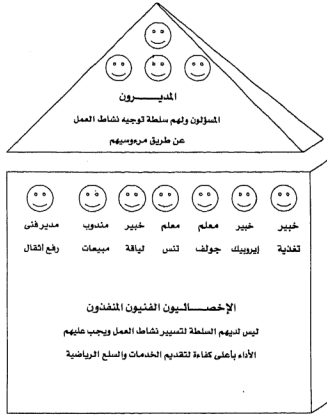 المديـــــرون
المسؤلون ولهم سلطة توجيه نشاط العمل
عن طريق مرءوسيهم
خبير خبير معلم معلم خبير مندوب مدير فنى
تغذية إيروبيك جولف تنس لياقة مبيعات رفع أثقال
الإخصـــائيون الفنيون المنفذون
ليس لديهم السلطة لتسيير نشاط العمل ويجب عليهم
الأداء بأعلى كفاءة لتقديم الخدمات والسلع الرياضية